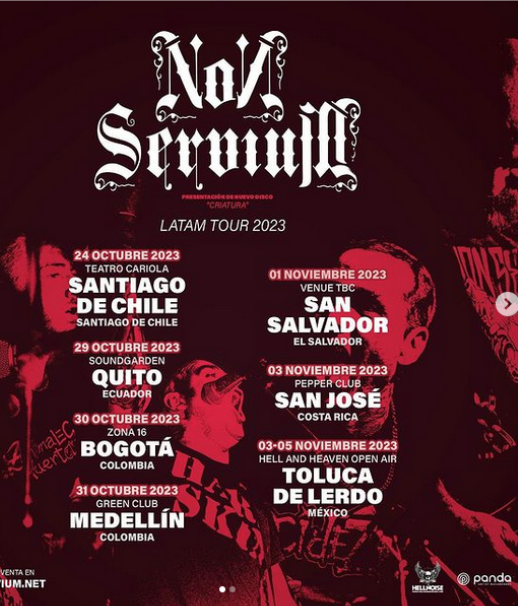 Non
Serviam
PRESENTACIÓN DE NUEVO DISCO
"CRIATURA"
LATAM TOUR 2023
24 OCTUBRE 2023
TEATRO CARIOLA
SANTIAGO
DE CHILE
SANTIAGO DE CHILE
29 OCTUBRE 2023
SOUNDGARDEN
QUITO
ECUADOR
30 OCTUBRE 2023
ZONA 16
BOGOTÁ
COLOMBIA
31 OCTUBRE 2023
GREEN CLUB
MEDELLÍN
COLOMBIA
01 NOVIEMBRE 2023
VENUE TBC
SAN
SALVADOR
EL SALVADOR
03 NOVIEMBRE 2023
PEPPER CLUB
SAN JOSÉ
COSTA RICA
03-05 NOVIEMBRE 2023
HELL AND HEAVEN OPEN AIR
TOLUCA
DE LERDO
MÉXICO
VENTA EN
IUM.NET
HELLNOISE
panda